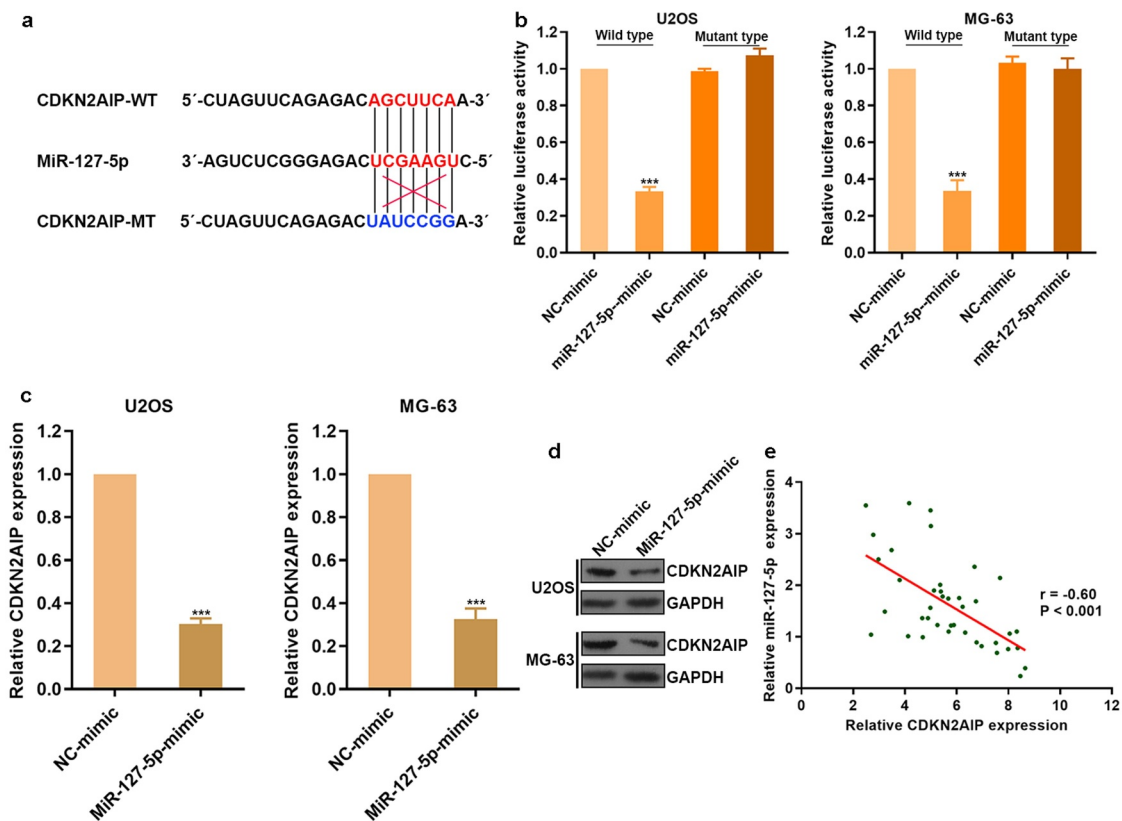 a
CDKN2AIP-WT 5´-CUAGUUCAGAGACAGCUUCAA-3´
MiR-127-5p 3´-AGUCUCGGGAGACUCGAAGUC-5´
CDKN2AIP-MT 5´-CUAGUUCAGAGACUAUCCGGA-3´
b
U2OS
Wild type Mutant type
Relative luciferase activity
1.2
1.0
0.8
0.6
0.4
0.2
0.0
***
NC-mimic
miR-127-5p--mimic
NC-mimic
miR-127-5p-mimic
MG-63
Wild type Mutant type
Relative luciferase activity
1.2
1.0
0.8
0.6
0.4
0.2
0.0
***
NC-mimic
miR-127-5p--mimic
NC-mimic
miR-127-5p-mimic
c
U2OS
Relative CDKN2AIP expression
1.2
1.0
0.8
0.6
0.4
0.2
0.0
***
NC-mimic
MiR-127-5p-mimic
MG-63
Relative CDKN2AIP expression
1.2
1.0
0.8
0.6
0.4
0.2
0.0
***
NC-mimic
MiR-127-5p-mimic
d
NC-mimic
MiR-127-5p-mimic
U2OS
CDKN2AIP
GAPDH
MG-63
CDKN2AIP
GAPDH
e
Relative miR-127-5p expression
4
3
2
1
0
r = -0.60
P < 0.001
0 2 4 6 8 10 12
Relative CDKN2AIP expression